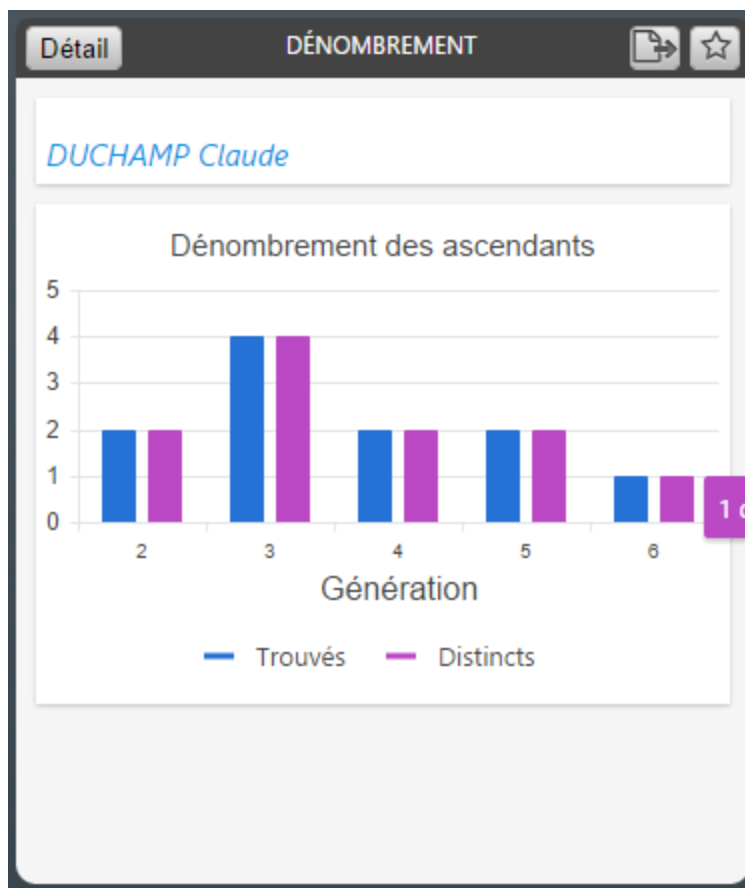 Détail DÉNOMBREMENT
DUCHAMP Claude
Dénombrement des ascendants
5
4
3
2
1
0
1
2 3 4 5 6
Génération
Trouvés Distincts